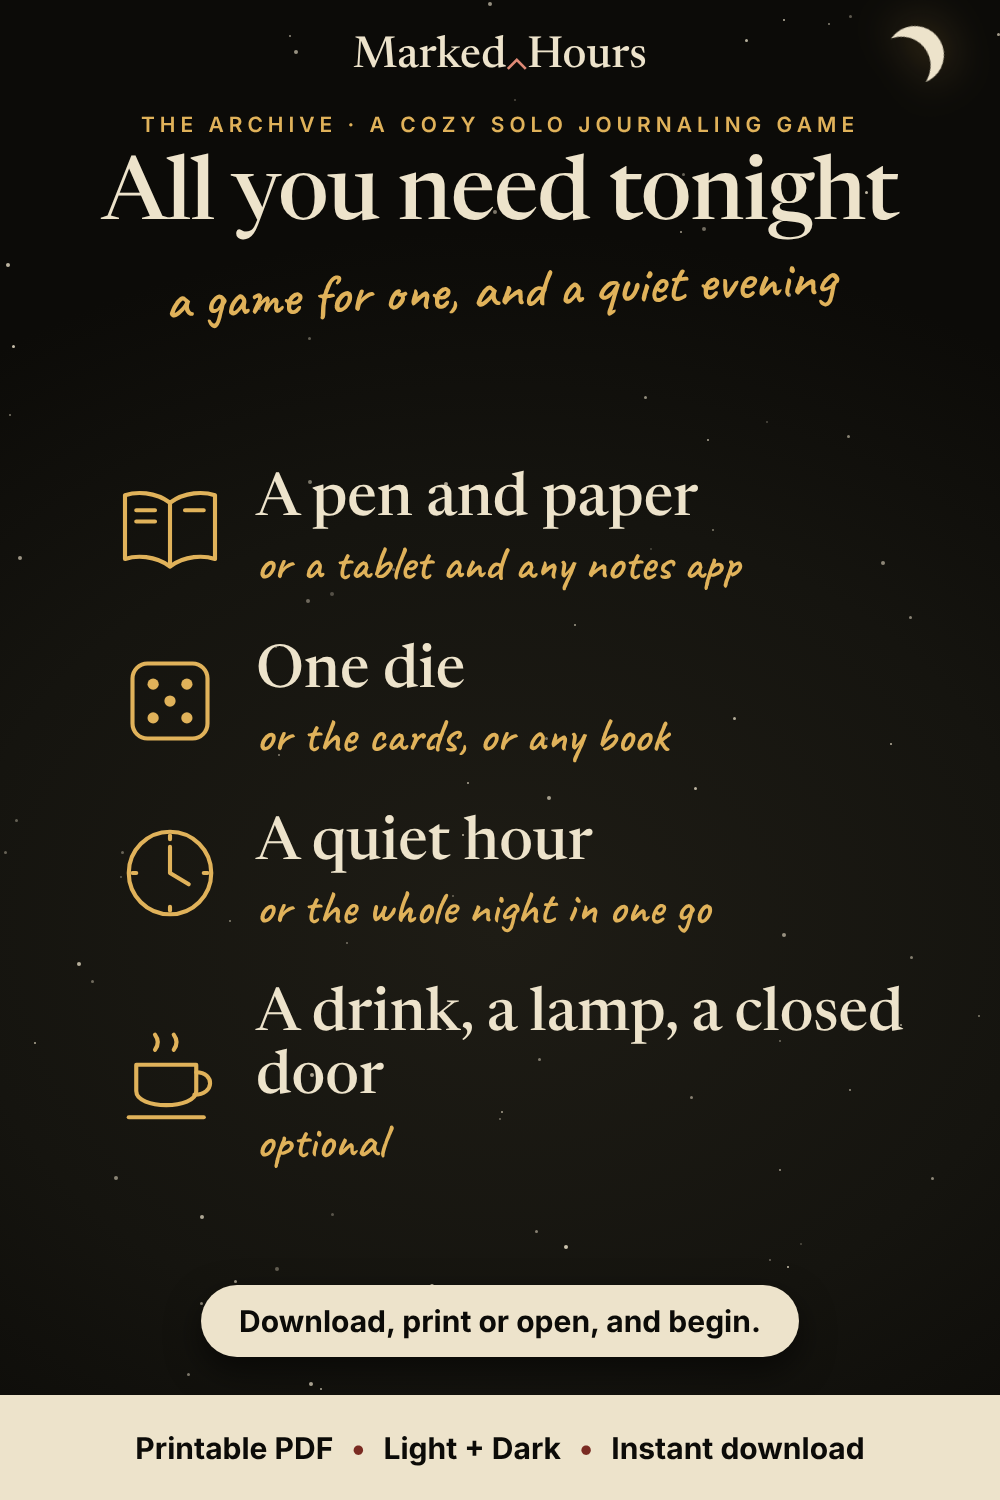 Marked‸Hours
THE ARCHIVE · A COZY SOLO JOURNALING GAME
All you need tonight
a game for one, and a quiet evening
A pen and paper
or a tablet and any notes app
One die
or the cards, or any book
A quiet hour
or the whole night in one go
A drink, a lamp, a closed
door
optional
Download, print or open, and begin.
Printable PDF • Light + Dark • Instant download